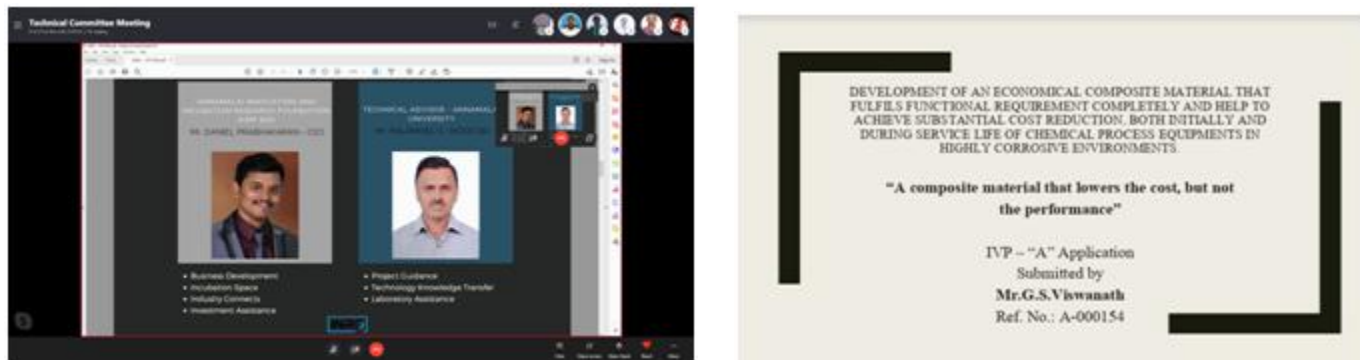 Technical Committee Meeting
TECHNICAL ADVISOR - ANNAMALAI
UNIVERSITY
MR. DANIEL PRABHAKARAN - CEO
• Business Development
• Incubation Space
• Industry Connects
• Investment Assistance
• Project Guidance
• Technology Knowledge Transfer
• Laboratory Assistance
DEVELOPMENT OF AN ECONOMICAL COMPOSITE MATERIAL THAT
FULFILS FUNCTIONAL REQUIREMENT COMPLETELY AND HELP TO
ACHIEVE SUBSTANTIAL COST REDUCTION, BOTH INITIALLY AND
DURING SERVICE LIFE OF CHEMICAL PROCESS EQUIPMENTS IN
HIGHLY CORROSIVE ENVIRONMENTS.
“A composite material that lowers the cost, but not
the performance”
IVP – “A” Application
Submitted by
Mr.G.S.Viswanath
Ref. No.: A-000154